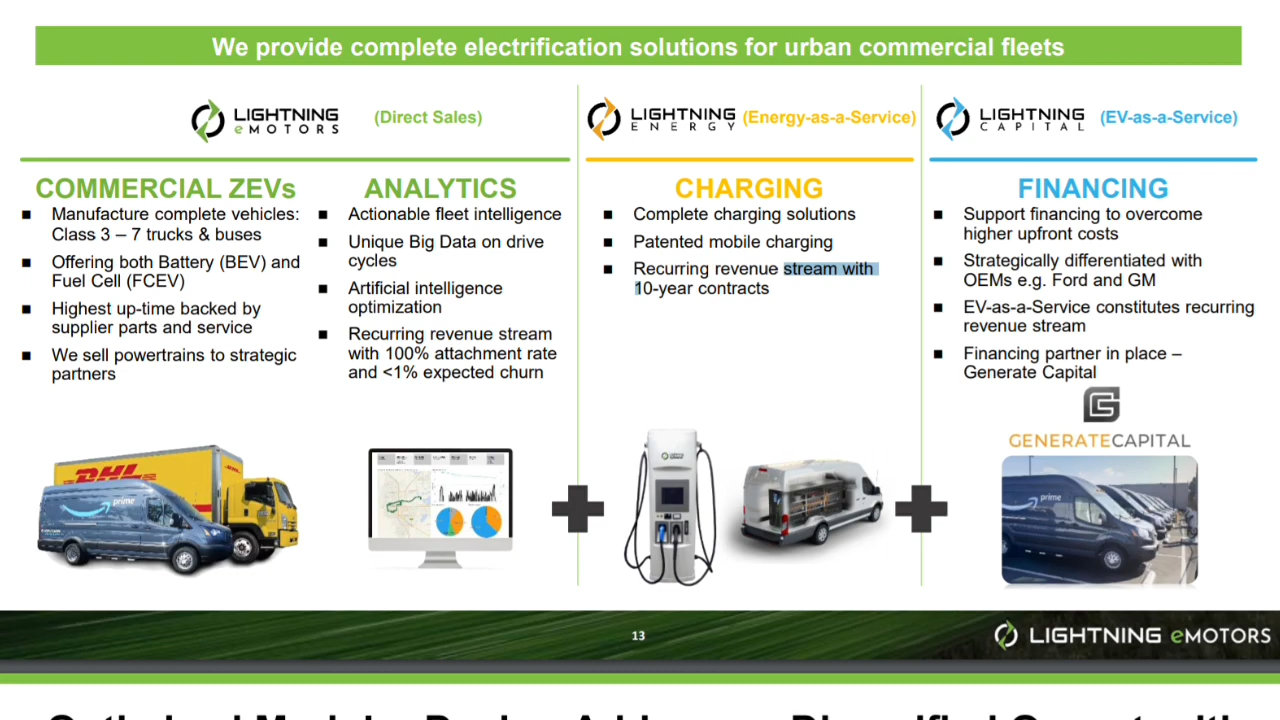 We provide complete electrification solutions for urban commercial fleets
LIGHTNING
eMOTORS
(Direct Sales)
LIGHTNING
ENERGY
(Energy-as-a-Service)
LIGHTNING
CAPITAL
(EV-as-a-Service)
COMMERCIAL ZEVs
■ Manufacture complete vehicles:
Class 3 – 7 trucks & buses
■ Offering both Battery (BEV) and
Fuel Cell (FCEV)
■ Highest up-time backed by
supplier parts and service
■ We sell powertrains to strategic
partners
ANALYTICS
■ Actionable fleet intelligence
■ Unique Big Data on drive
cycles
■ Artificial intelligence
optimization
■ Recurring revenue stream
with 100% attachment rate
and <1% expected churn
CHARGING
■ Complete charging solutions
■ Patented mobile charging
■ Recurring revenue stream with
10-year contracts
FINANCING
■ Support financing to overcome
higher upfront costs
■ Strategically differentiated with
OEMs e.g. Ford and GM
■ EV-as-a-Service constitutes recurring
revenue stream
■ Financing partner in place –
Generate Capital
GENERATECAPITAL
DHL
prime
prime
13
LIGHTNING eMOTORS